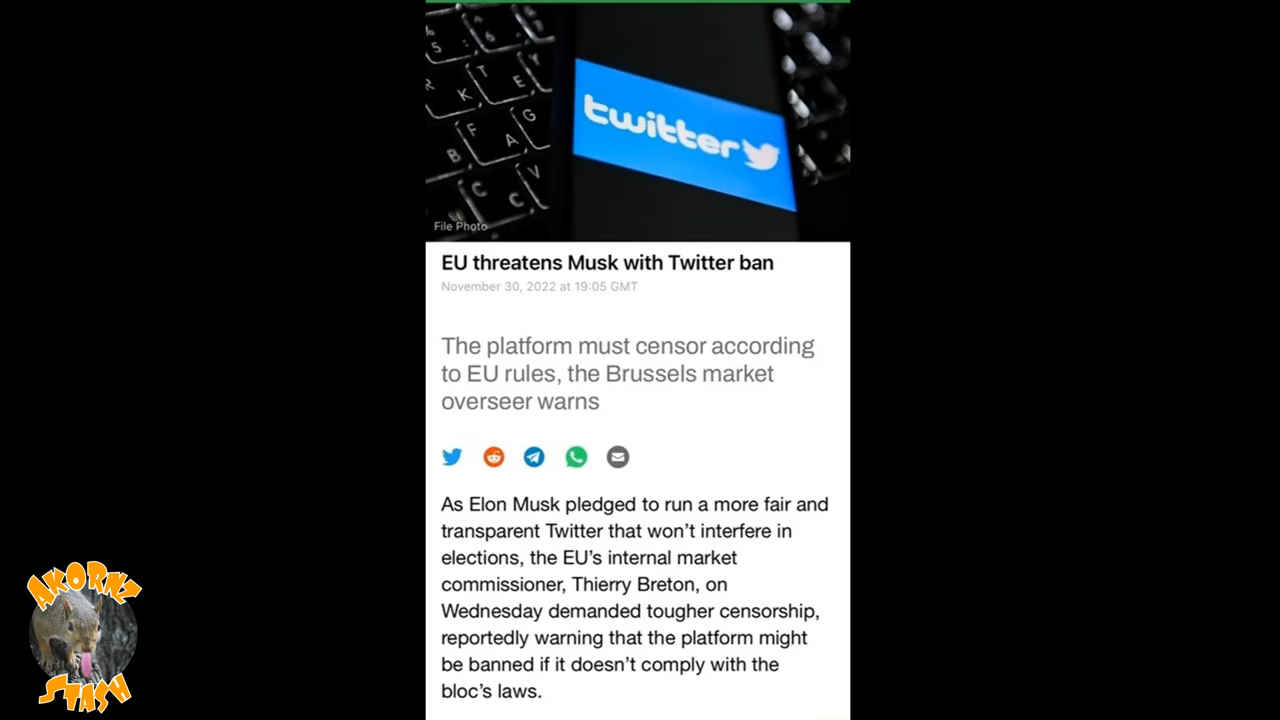 twitter
File Photo
EU threatens Musk with Twitter ban
November 30, 2022 at 19:05 GMT
The platform must censor according
to EU rules, the Brussels market
overseer warns
As Elon Musk pledged to run a more fair and
transparent Twitter that won't interfere in
elections, the EU's internal market
commissioner, Thierry Breton, on
Wednesday demanded tougher censorship,
reportedly warning that the platform might
be banned if it doesn't comply with the
bloc's laws.
AKORNZ
STASH